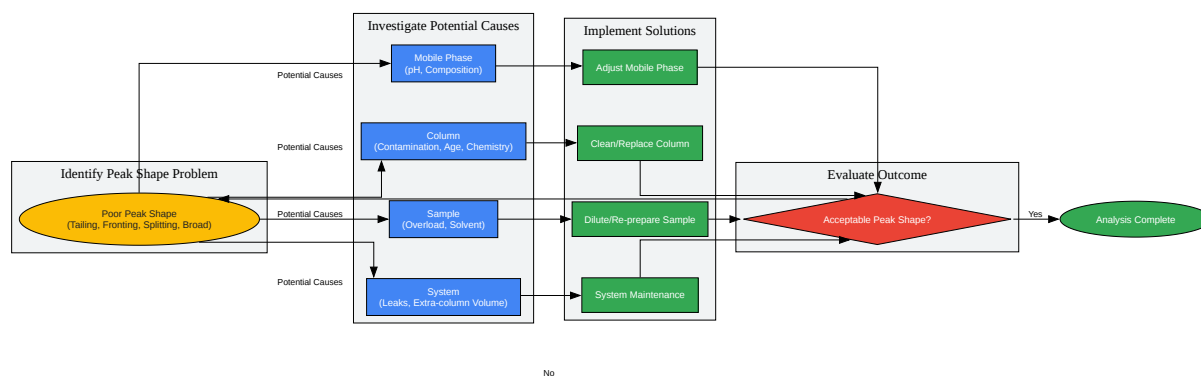 Identify Peak Shape Problem
Poor Peak Shape
(Tailing, Fronting, Splitting, Broad)
Potential Causes
Potential Causes
Potential Causes
Potential Causes
Investigate Potential Causes
Mobile Phase
(pH, Composition)
Column
(Contamination, Age, Chemistry)
Sample
(Overload, Solvent)
System
(Leaks, Extra-column Volume)
Implement Solutions
Adjust Mobile Phase
Clean/Replace Column
Dilute/Re-prepare Sample
System Maintenance
Evaluate Outcome
Acceptable Peak Shape?
Yes
Analysis Complete
No